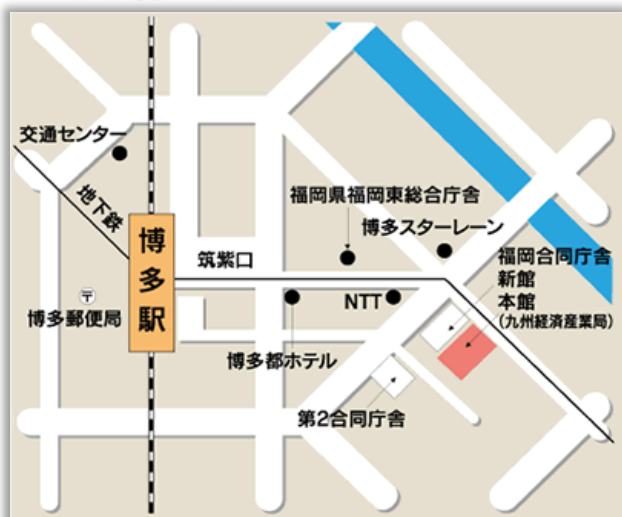 交通センター
地下鉄
福岡県福岡東総合庁舎
博多スターレーン
博多駅
筑紫口
福岡合同庁舎
新館
本館
(九州経済産業局)
〒
博多郵便局
NTT
博多都ホテル
第2合同庁舎